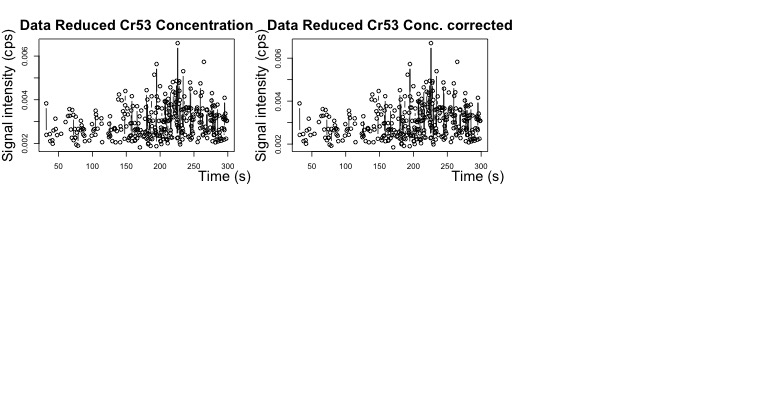 Data Reduced Cr53 Concentration
Signal intensity (cps)
0.002 0.004 0.006
50 100 150 200 250 300
Time (s)
Data Reduced Cr53 Conc. corrected
Signal intensity (cps)
0.002 0.004 0.006
50 100 150 200 250 300
Time (s)